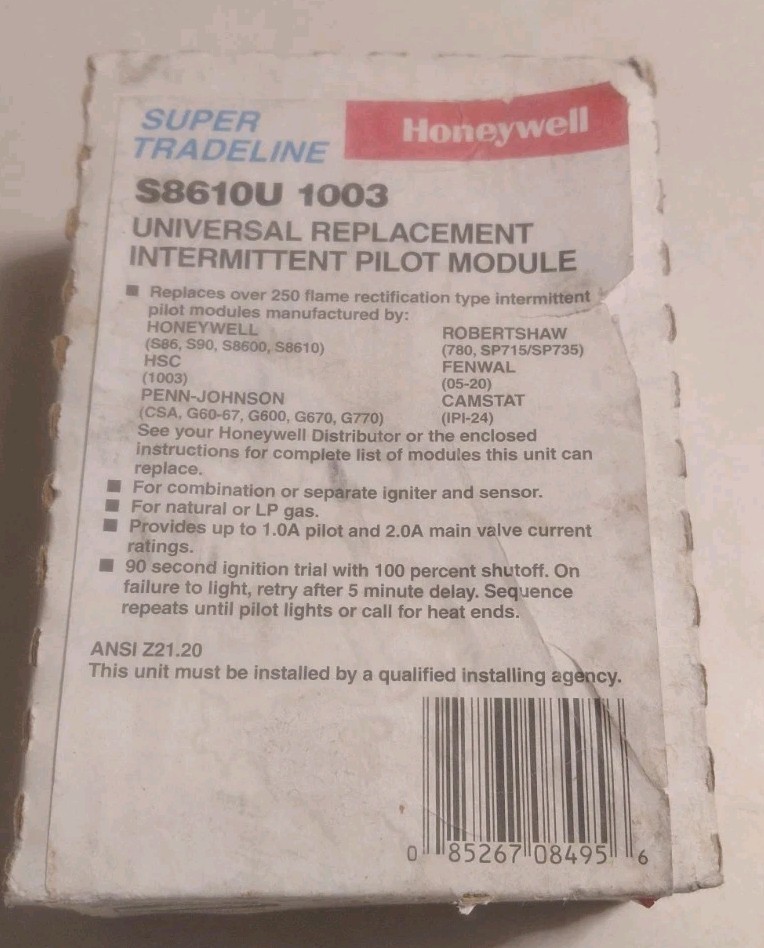 SUPER
TRADELINE
Honeywell
S8610U 1003
UNIVERSAL REPLACEMENT
INTERMITTENT PILOT MODULE
■ Replaces over 250 flame rectification type intermittent
pilot modules manufactured by:
HONEYWELL
(S86, S90, S8600, S8610)
HSC
(1003)
PENN-JOHNSON
(CSA, G60-67, G600, G670, G770)
ROBERTSHAW
(780, SP715/SP735)
FENWAL
(05-20)
CAMSTAT
(IPI-24)
See your Honeywell Distributor or the enclosed
instructions for complete list of modules this unit can
replace.
■ For combination or separate igniter and sensor.
■ For natural or LP gas.
■ Provides up to 1.0A pilot and 2.0A main valve current
ratings.
■ 90 second ignition trial with 100 percent shutoff. On
failure to light, retry after 5 minute delay. Sequence
repeats until pilot lights or call for heat ends.
ANSI Z21.20
This unit must be installed by a qualified installing agency.
0 85267 08495 6